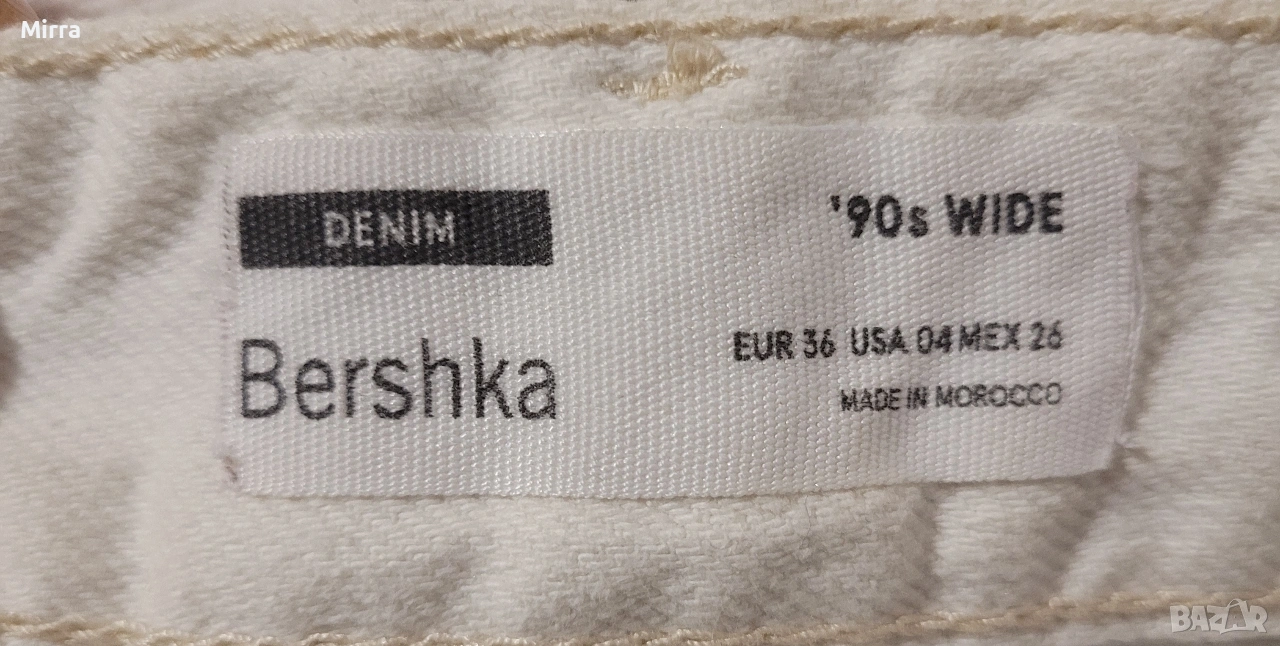 Mirra
DENIM
'90s WIDE
Bershka
EUR 36 USA 04 MEX 26
MADE IN MOROCCO
BAZAR